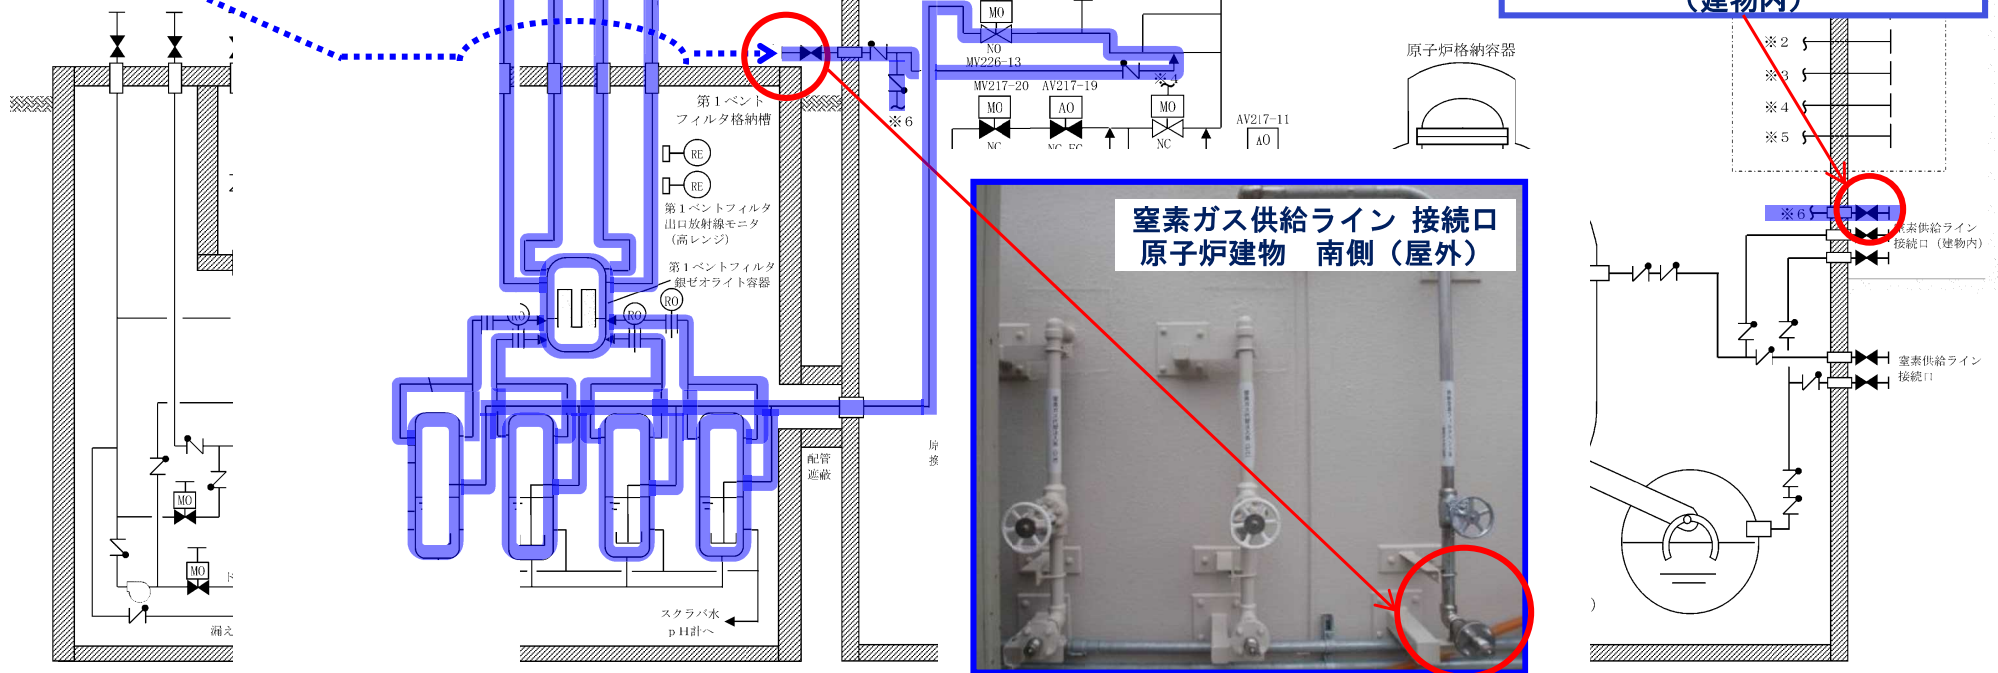 (建物内)
MO
NO
MV226-13
※2
※3
※4
※5
原子炉格納容器
第1ベント
フィルタ格納槽
※6
MV217-20
AV217-19
MO
AO
MO
NC
NC
AV217-11
AO
RE
RE
第1ベントフィルタ
出口放射線モニタ
(高レンジ)
第1ベントフィルタ
銀ゼオライト容器
RO
RO
RO
窒素ガス供給ライン 接続口
原子炉建物 南側(屋外)
※6
窒素供給ライン
接続口(建物内)
窒素供給ライン
接続口
配管
遮蔽
MO
MO
スクラバ水
pH計へ
漏え